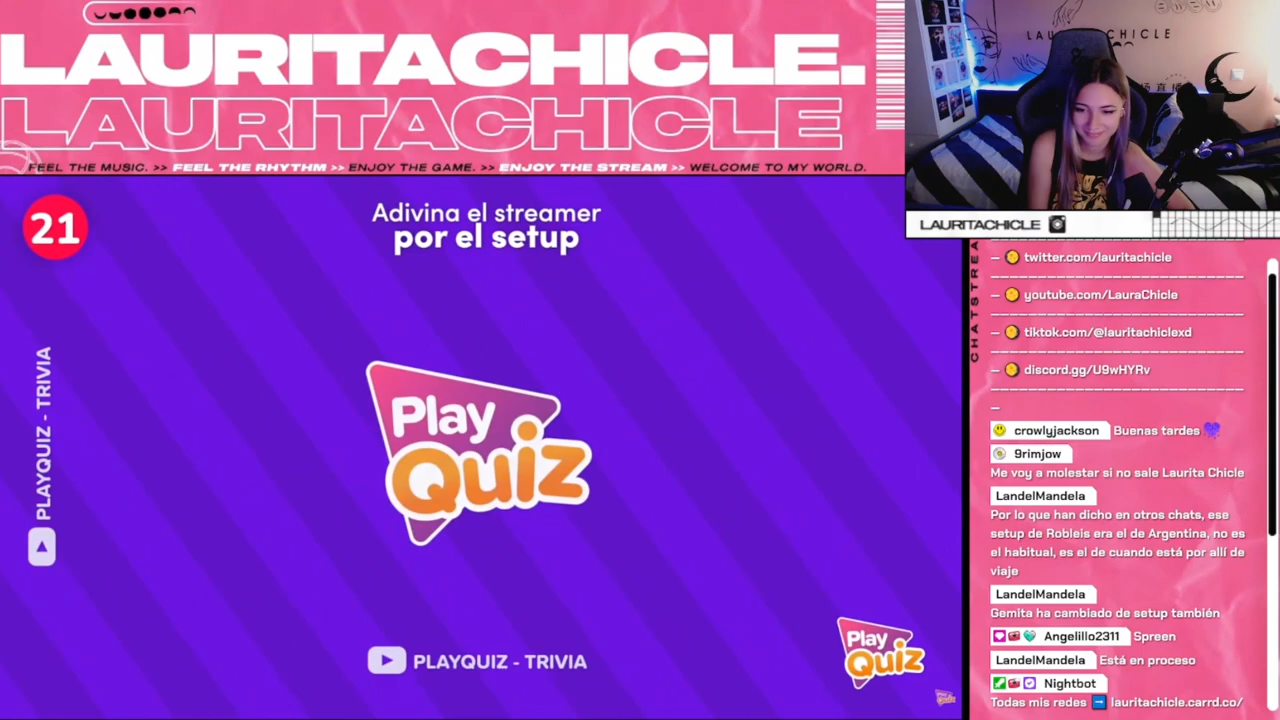 LAURITACHICLE.
LAURITACHICLE
FEEL THE MUSIC. >> FEEL THE RHYTHM >> ENJOY THE GAME. >> ENJOY THE STREAM >> WELCOME TO MY WORLD.
LAURITACHICLE
21
Adivina el streamer
por el setup
PLAYQUIZ - TRIVIA
Play
Quiz
PLAYQUIZ - TRIVIA
Play
Quiz
CHATSTREA
— twitter.com/lauritachicle
— youtube.com/LauraChicle
— tiktok.com/@lauritachiclexd
— discord.gg/U9wHYRv
—
crowlyjackson Buenas tardes
9rimjow
Me voy a molestar si no sale Laurita Chicle
LandelMandela
Por lo que han dicho en otros chats, ese
setup de Robleis era el de Argentina, no es
el habitual, es el de cuando está por allí de
viaje
LandelMandela
Gemita ha cambiado de setup también
Angelillo2311 Spreen
LandelMandela Está en proceso
Nightbot
Todas mis redes ➡ lauritachicle.carrd.co/